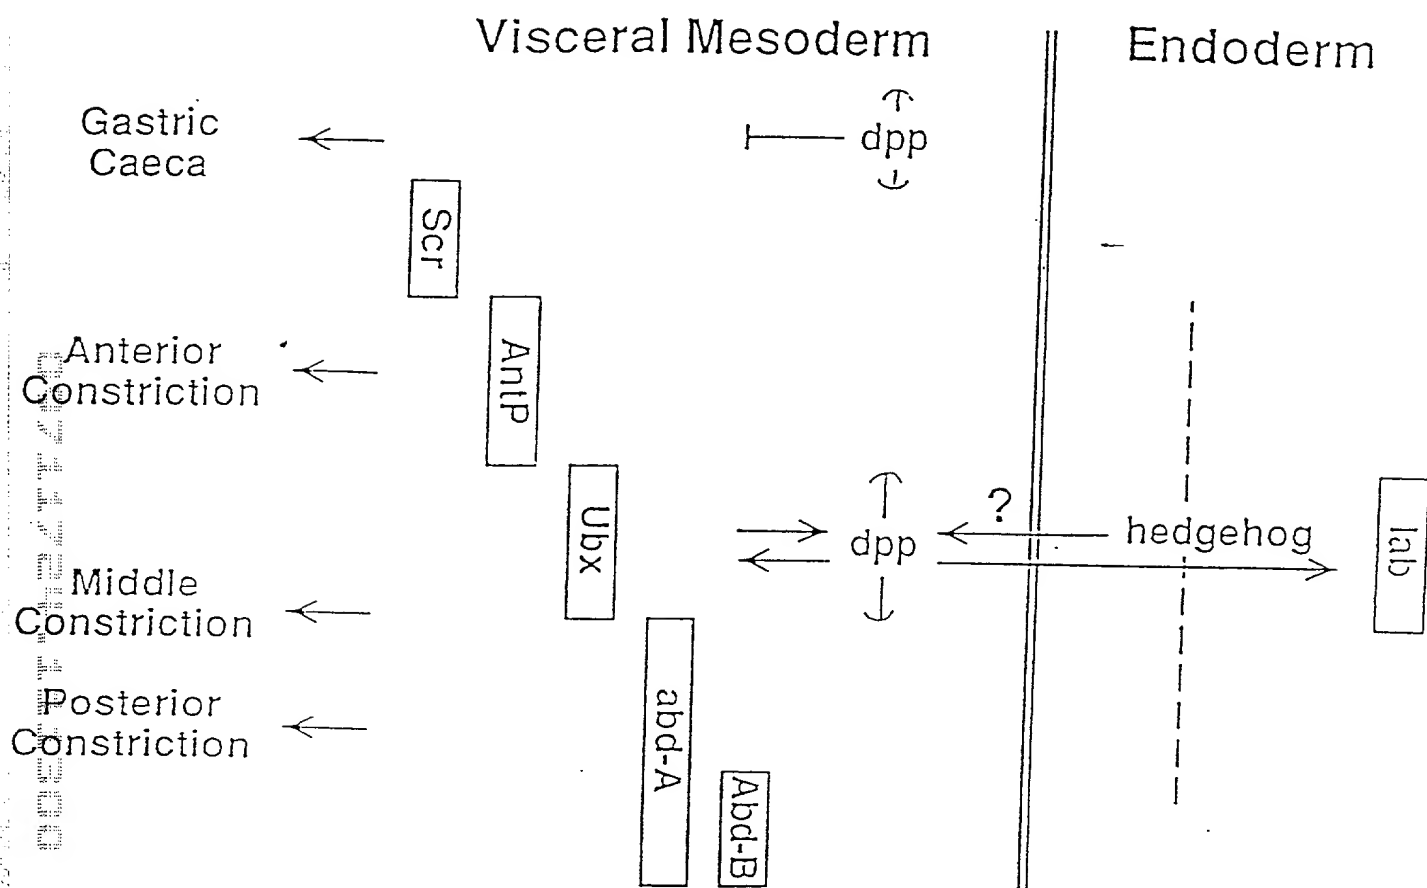 Visceral Mesoderm
Endoderm
Gastric
Caeca
dpp
Scr
Anterior
Constriction
AntP
Ubx
?
dpp
hedgehog
lab
Middle
Constriction
abd-A
Posterior
Constriction
Abd-B